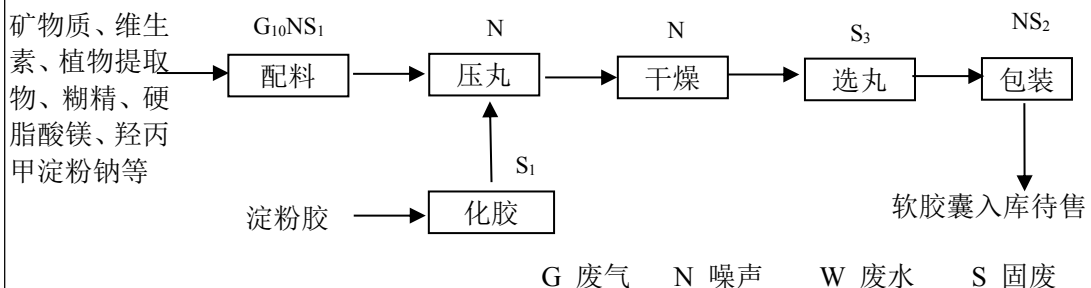 矿物质、维生
素、植物提取
物、糊精、硬
脂酸镁、羟丙
甲淀粉钠等
G₁₀NS₁
N
N
S₃
NS₂
配料
压丸
干燥
选丸
包装
S₁
淀粉胶
化胶
软胶囊入库待售
G 废气 N 噪声 W 废水 S 固废